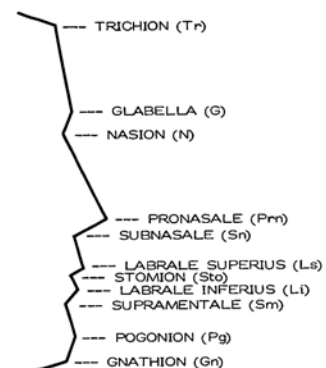 --- TRICHION (Tr)
--- GLABELLA (G)
--- NASION (N)
--- PRONASALE (Prn)
--- SUBNASALE (Sn)
--- LABRALE SUPERIUS (Ls)
--- STOMION (Sto)
--- LABRALE INFERIUS (Li)
--- SUPRAMENTALE (Sm)
--- POGONION (Pg)
--- GNATHION (Gn)